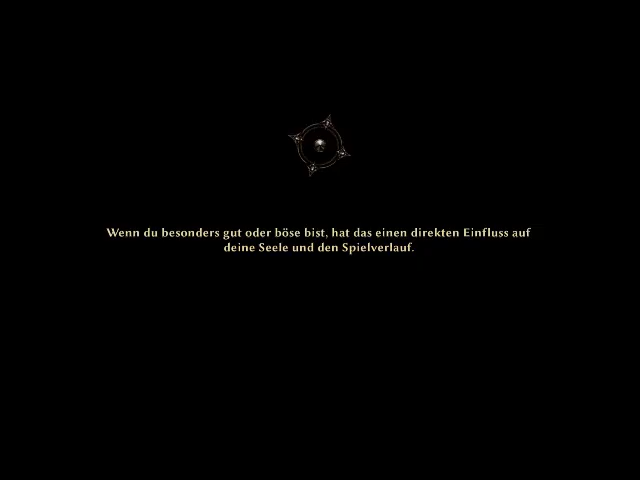 Wenn du besonders gut oder böse bist, hat das einen direkten Einfluss auf
deine Seele und den Spielverlauf.